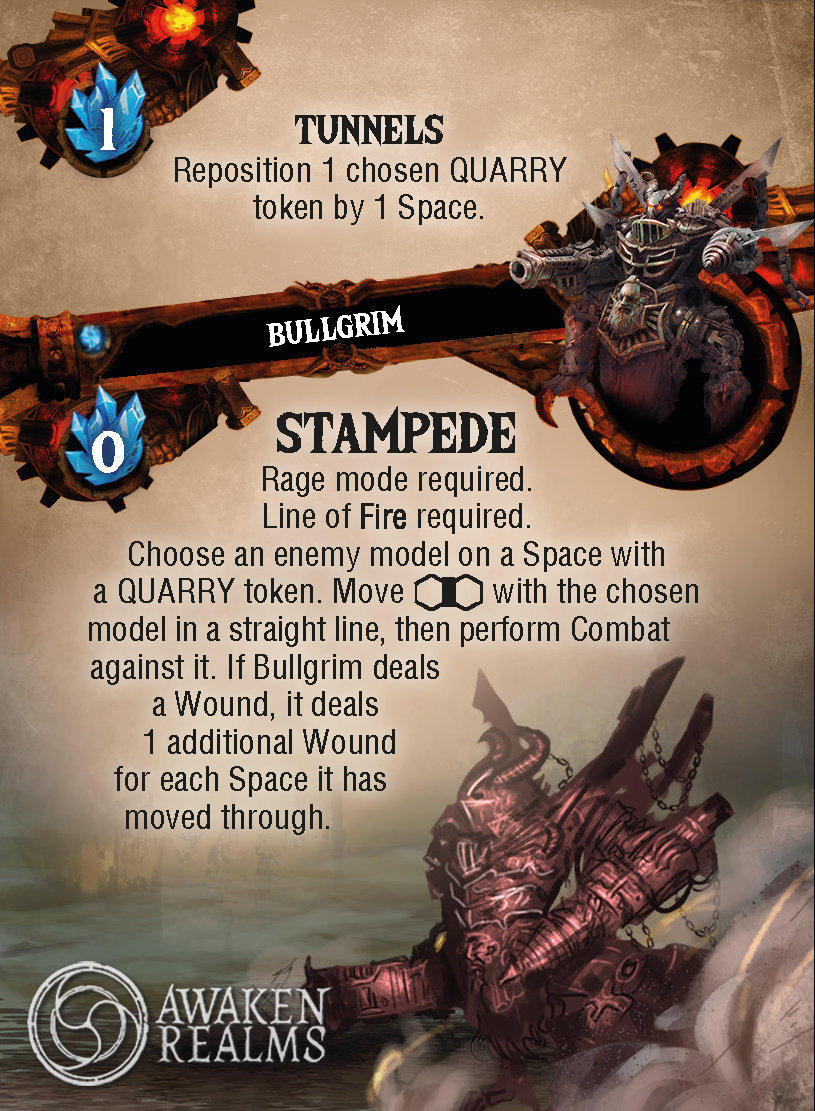 1
TUNNELS
Reposition 1 chosen QUARRY
token by 1 Space.
BULLGRIM
0
STAMPEDE
Rage mode required.
Line of Fire required.
Choose an enemy model on a Space with
a QUARRY token. Move with the chosen
model in a straight line, then perform Combat
against it. If Bullgrim deals
a Wound, it deals
1 additional Wound
for each Space it has
moved through.
AWAKEN
REALMS